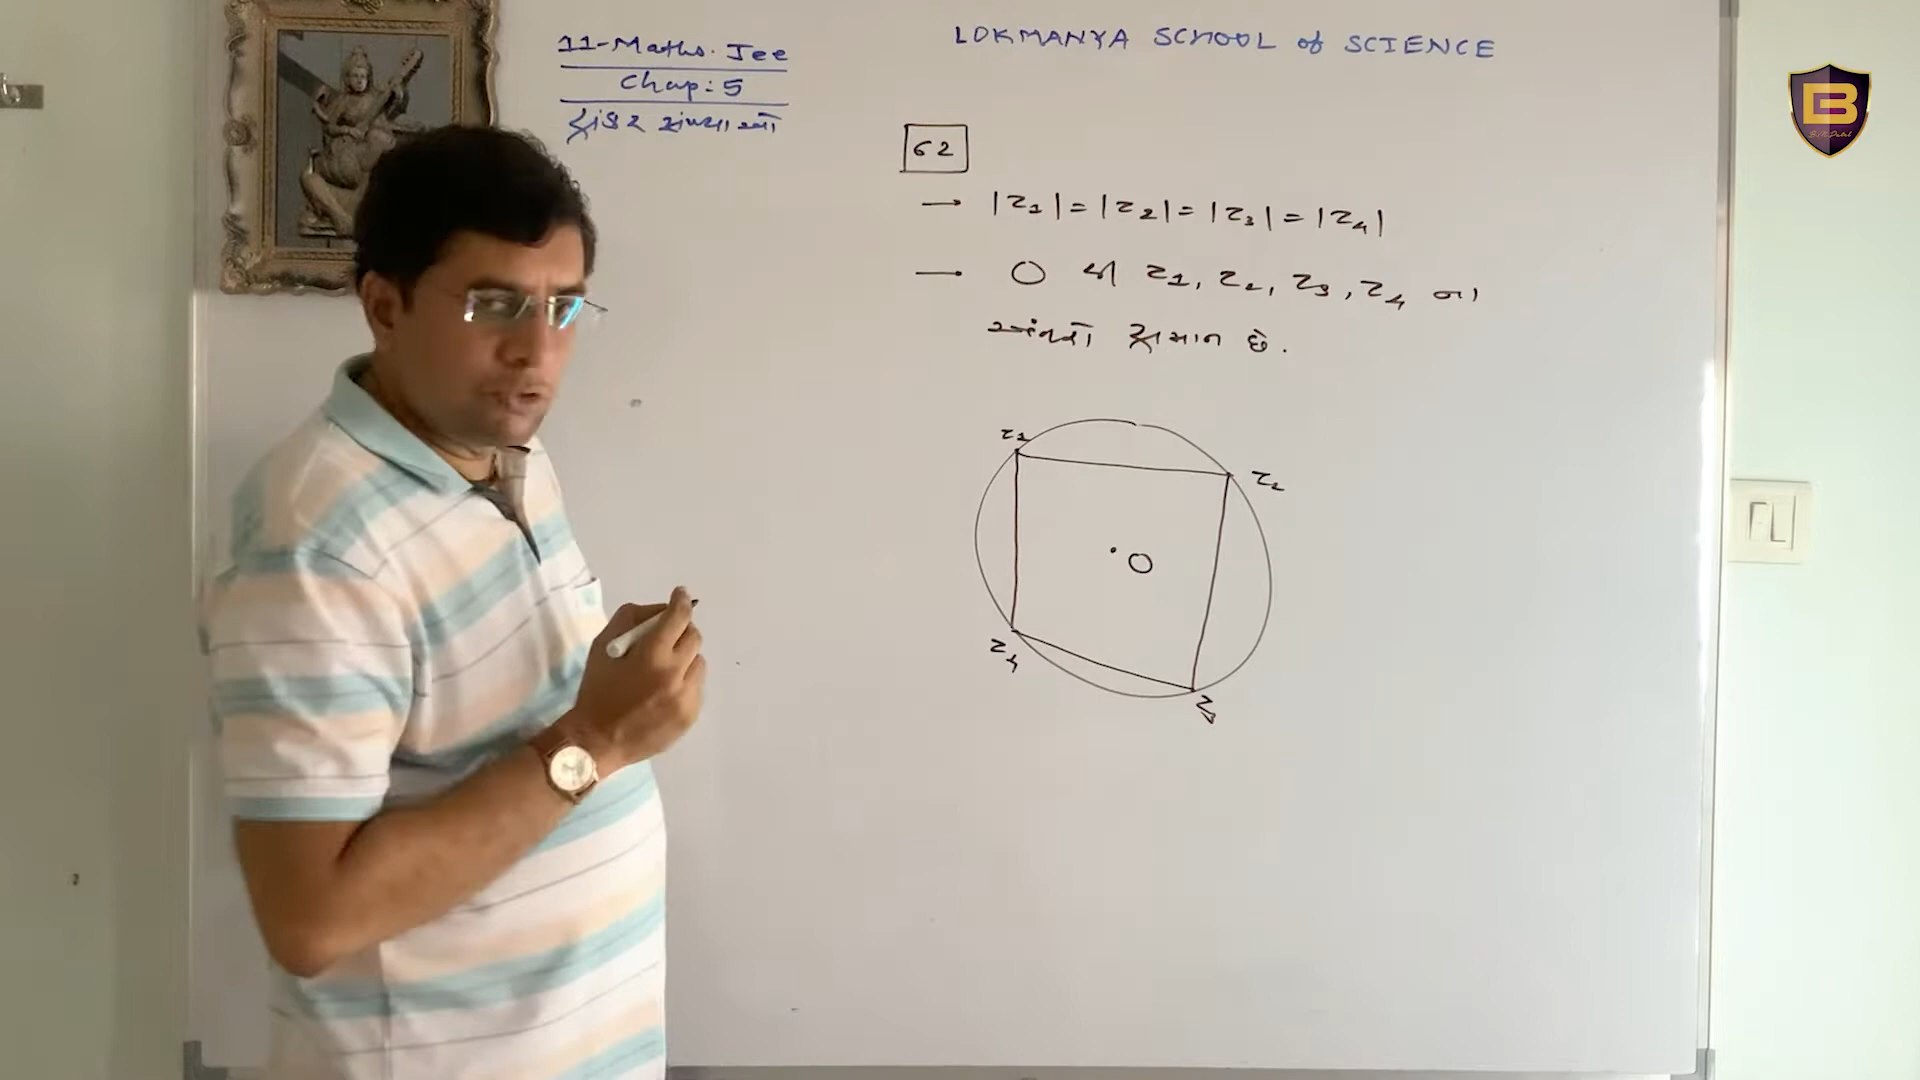 11-Maths. Jee
Chap: 5
સંકર સંખ્યાઓ
LOKMANYA SCHOOL of SCIENCE
62
→ |z1| = |z2| = |z3| = |z4|
— O થી z1, z2, z3, z4 ના
અંતરો સમાન છે.
z1
z2
O
z4
z3
B
B.K.Patel